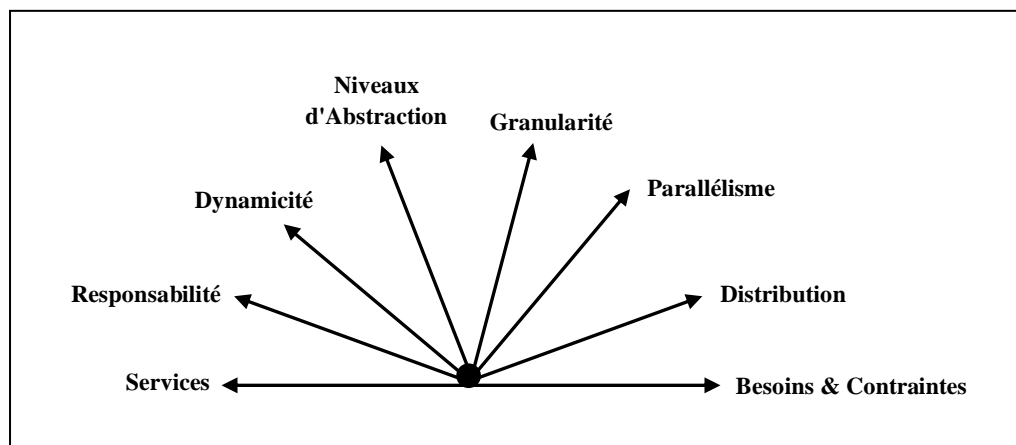 Niveaux
d'Abstraction
Granularité
Parallélisme
Dynamicité
Responsabilité
Distribution
Services
Besoins & Contraintes